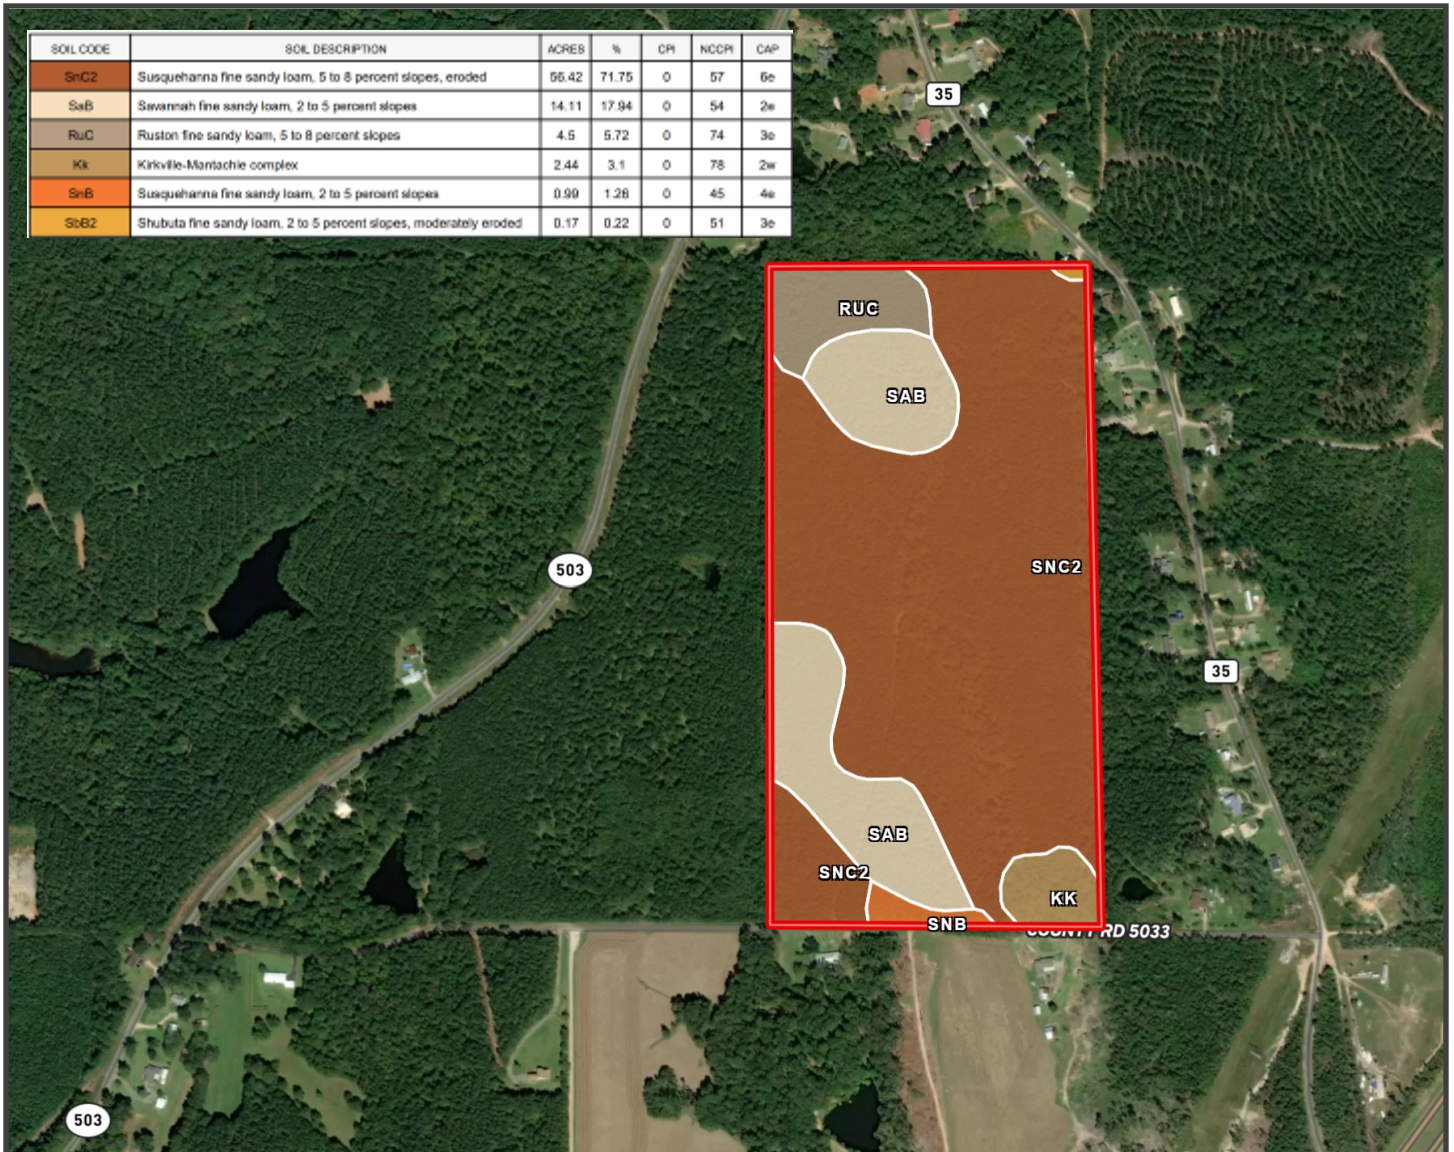 SOIL CODE SOIL DESCRIPTION ACRES % CPI NCCPI CAP
SnC2 Susquehanna fine sandy loam, 5 to 8 percent slopes, eroded 56.42 71.75 0 57 6e
SaB Savannah fine sandy loam, 2 to 5 percent slopes 14.11 17.94 0 54 2e
RuC Ruston fine sandy loam, 5 to 8 percent slopes 4.5 5.72 0 74 3e
Kk Kirkville-Mantachie complex 2.44 3.1 0 78 2w
SnB Susquehanna fine sandy loam, 2 to 5 percent slopes 0.99 1.26 0 45 4e
SbB2 Shubuta fine sandy loam, 2 to 5 percent slopes, moderately eroded 0.17 0.22 0 51 3e
35
RUC
SAB
SNC2
503
35
SAB
SNC2
KK
SNB
COUNTY RD 5033
503